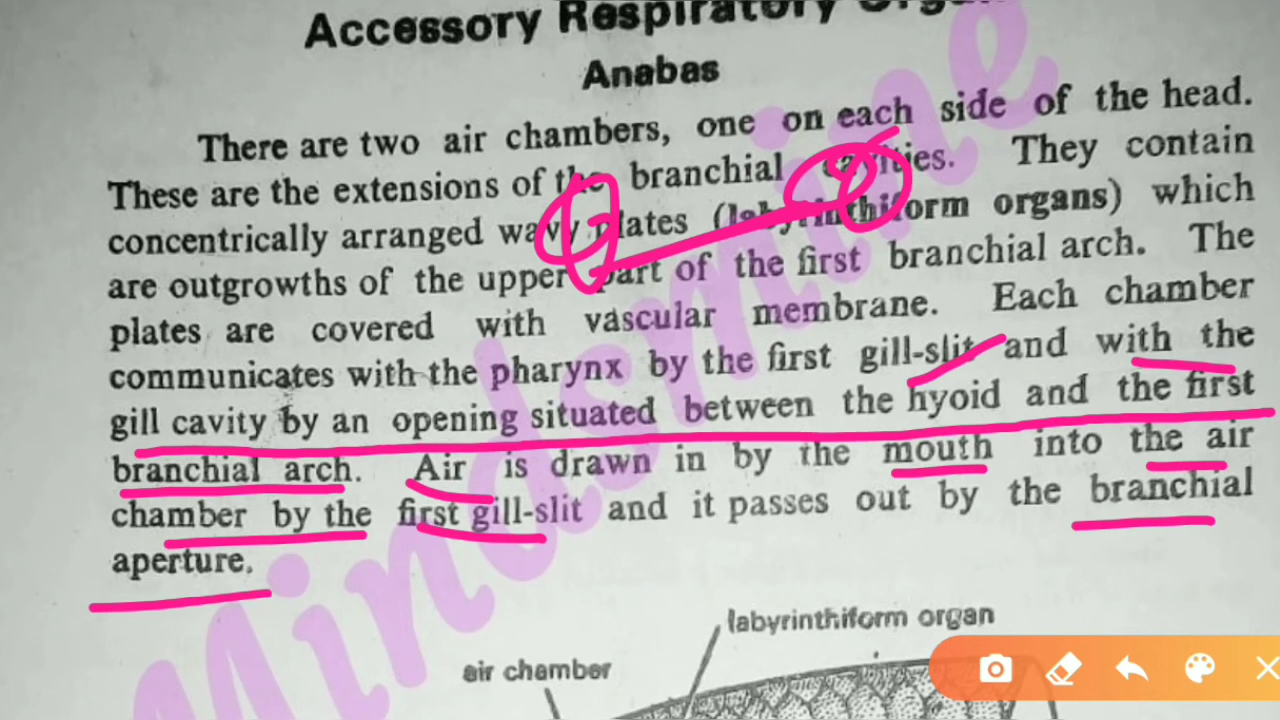 Accessory Respiratory Organ
Anabas
There are two air chambers, one on each side of the head.
These are the extensions of the branchial cavities. They contain
concentrically arranged wavy plates (labyrinthiform organs) which
are outgrowths of the upper part of the first branchial arch. The
plates are covered with vascular membrane. Each chamber
communicates with the pharynx by the first gill-slit and with the
gill cavity by an opening situated between the hyoid and the first
branchial arch. Air is drawn in by the mouth into the air
chamber by the first gill-slit and it passes out by the branchial
aperture.
labyrinthiform organ
air chamber
Mindsmine